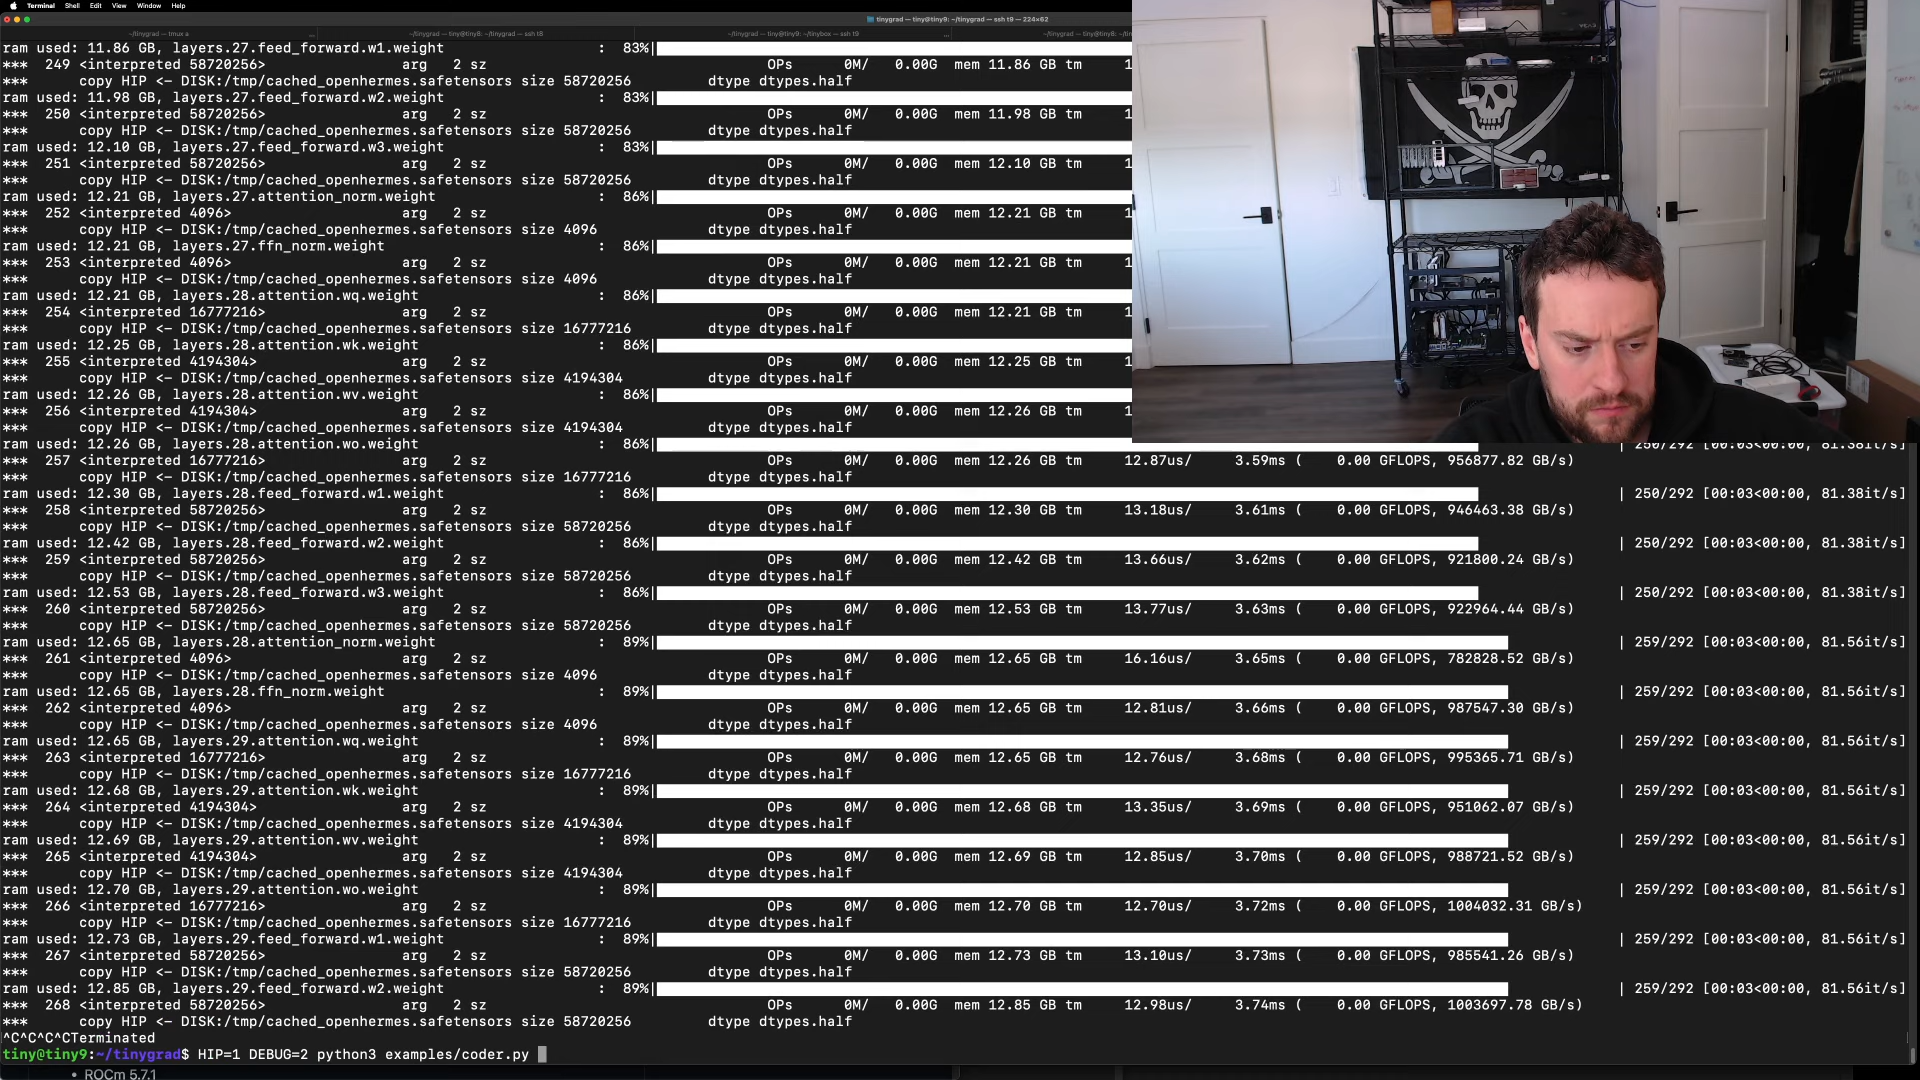 Terminal Shell Edit View Window Help
tinygrad — tiny@tiny9: ~/tinygrad — ssh t9 — 224×62
~/tinygrad — tmux a ... ~/tinygrad — tiny@tiny8: ~/tinygrad — ssh t8 ~/tinygrad — tiny@tiny9: ~/tinybox — ssh t9 ... ~/tinygrad — tiny@tiny8: ~/tin
ram used: 11.86 GB, layers.27.feed_forward.w1.weight : 83%|
*** 249 <interpreted 58720256> arg 2 sz OPs 0M/ 0.00G mem 11.86 GB tm 1
*** copy HIP <- DISK:/tmp/cached_openhermes.safetensors size 58720256 dtype dtypes.half
ram used: 11.98 GB, layers.27.feed_forward.w2.weight : 83%|
*** 250 <interpreted 58720256> arg 2 sz OPs 0M/ 0.00G mem 11.98 GB tm 1
*** copy HIP <- DISK:/tmp/cached_openhermes.safetensors size 58720256 dtype dtypes.half
ram used: 12.10 GB, layers.27.feed_forward.w3.weight : 83%|
*** 251 <interpreted 58720256> arg 2 sz OPs 0M/ 0.00G mem 12.10 GB tm 1
*** copy HIP <- DISK:/tmp/cached_openhermes.safetensors size 58720256 dtype dtypes.half
ram used: 12.21 GB, layers.27.attention_norm.weight : 86%|
*** 252 <interpreted 4096> arg 2 sz OPs 0M/ 0.00G mem 12.21 GB tm 1
*** copy HIP <- DISK:/tmp/cached_openhermes.safetensors size 4096 dtype dtypes.half
ram used: 12.21 GB, layers.27.ffn_norm.weight : 86%|
*** 253 <interpreted 4096> arg 2 sz OPs 0M/ 0.00G mem 12.21 GB tm 1
*** copy HIP <- DISK:/tmp/cached_openhermes.safetensors size 4096 dtype dtypes.half
ram used: 12.21 GB, layers.28.attention.wq.weight : 86%|
*** 254 <interpreted 16777216> arg 2 sz OPs 0M/ 0.00G mem 12.21 GB tm 1
*** copy HIP <- DISK:/tmp/cached_openhermes.safetensors size 16777216 dtype dtypes.half
ram used: 12.25 GB, layers.28.attention.wk.weight : 86%|
*** 255 <interpreted 4194304> arg 2 sz OPs 0M/ 0.00G mem 12.25 GB tm 1
*** copy HIP <- DISK:/tmp/cached_openhermes.safetensors size 4194304 dtype dtypes.half
ram used: 12.26 GB, layers.28.attention.wv.weight : 86%|
*** 256 <interpreted 4194304> arg 2 sz OPs 0M/ 0.00G mem 12.26 GB tm 1
*** copy HIP <- DISK:/tmp/cached_openhermes.safetensors size 4194304 dtype dtypes.half
ram used: 12.26 GB, layers.28.attention.wo.weight : 86%| | 250/292 [00:03<00:00, 81.38it/s]
*** 257 <interpreted 16777216> arg 2 sz OPs 0M/ 0.00G mem 12.26 GB tm 12.87us/ 3.59ms ( 0.00 GFLOPS, 956877.82 GB/s)
*** copy HIP <- DISK:/tmp/cached_openhermes.safetensors size 16777216 dtype dtypes.half
ram used: 12.30 GB, layers.28.feed_forward.w1.weight : 86%| | 250/292 [00:03<00:00, 81.38it/s]
*** 258 <interpreted 58720256> arg 2 sz OPs 0M/ 0.00G mem 12.30 GB tm 13.18us/ 3.61ms ( 0.00 GFLOPS, 946463.38 GB/s)
*** copy HIP <- DISK:/tmp/cached_openhermes.safetensors size 58720256 dtype dtypes.half
ram used: 12.42 GB, layers.28.feed_forward.w2.weight : 86%| | 250/292 [00:03<00:00, 81.38it/s]
*** 259 <interpreted 58720256> arg 2 sz OPs 0M/ 0.00G mem 12.42 GB tm 13.66us/ 3.62ms ( 0.00 GFLOPS, 921800.24 GB/s)
*** copy HIP <- DISK:/tmp/cached_openhermes.safetensors size 58720256 dtype dtypes.half
ram used: 12.53 GB, layers.28.feed_forward.w3.weight : 86%| | 250/292 [00:03<00:00, 81.38it/s]
*** 260 <interpreted 58720256> arg 2 sz OPs 0M/ 0.00G mem 12.53 GB tm 13.77us/ 3.63ms ( 0.00 GFLOPS, 922964.44 GB/s)
*** copy HIP <- DISK:/tmp/cached_openhermes.safetensors size 58720256 dtype dtypes.half
ram used: 12.65 GB, layers.28.attention_norm.weight : 89%| | 259/292 [00:03<00:00, 81.56it/s]
*** 261 <interpreted 4096> arg 2 sz OPs 0M/ 0.00G mem 12.65 GB tm 16.16us/ 3.65ms ( 0.00 GFLOPS, 782828.52 GB/s)
*** copy HIP <- DISK:/tmp/cached_openhermes.safetensors size 4096 dtype dtypes.half
ram used: 12.65 GB, layers.28.ffn_norm.weight : 89%| | 259/292 [00:03<00:00, 81.56it/s]
*** 262 <interpreted 4096> arg 2 sz OPs 0M/ 0.00G mem 12.65 GB tm 12.81us/ 3.66ms ( 0.00 GFLOPS, 987547.30 GB/s)
*** copy HIP <- DISK:/tmp/cached_openhermes.safetensors size 4096 dtype dtypes.half
ram used: 12.65 GB, layers.29.attention.wq.weight : 89%| | 259/292 [00:03<00:00, 81.56it/s]
*** 263 <interpreted 16777216> arg 2 sz OPs 0M/ 0.00G mem 12.65 GB tm 12.76us/ 3.68ms ( 0.00 GFLOPS, 995365.71 GB/s)
*** copy HIP <- DISK:/tmp/cached_openhermes.safetensors size 16777216 dtype dtypes.half
ram used: 12.68 GB, layers.29.attention.wk.weight : 89%| | 259/292 [00:03<00:00, 81.56it/s]
*** 264 <interpreted 4194304> arg 2 sz OPs 0M/ 0.00G mem 12.68 GB tm 13.35us/ 3.69ms ( 0.00 GFLOPS, 951062.07 GB/s)
*** copy HIP <- DISK:/tmp/cached_openhermes.safetensors size 4194304 dtype dtypes.half
ram used: 12.69 GB, layers.29.attention.wv.weight : 89%| | 259/292 [00:03<00:00, 81.56it/s]
*** 265 <interpreted 4194304> arg 2 sz OPs 0M/ 0.00G mem 12.69 GB tm 12.85us/ 3.70ms ( 0.00 GFLOPS, 988721.52 GB/s)
*** copy HIP <- DISK:/tmp/cached_openhermes.safetensors size 4194304 dtype dtypes.half
ram used: 12.70 GB, layers.29.attention.wo.weight : 89%| | 259/292 [00:03<00:00, 81.56it/s]
*** 266 <interpreted 16777216> arg 2 sz OPs 0M/ 0.00G mem 12.70 GB tm 12.70us/ 3.72ms ( 0.00 GFLOPS, 1004032.31 GB/s)
*** copy HIP <- DISK:/tmp/cached_openhermes.safetensors size 16777216 dtype dtypes.half
ram used: 12.73 GB, layers.29.feed_forward.w1.weight : 89%| | 259/292 [00:03<00:00, 81.56it/s]
*** 267 <interpreted 58720256> arg 2 sz OPs 0M/ 0.00G mem 12.73 GB tm 13.10us/ 3.73ms ( 0.00 GFLOPS, 985541.26 GB/s)
*** copy HIP <- DISK:/tmp/cached_openhermes.safetensors size 58720256 dtype dtypes.half
ram used: 12.85 GB, layers.29.feed_forward.w2.weight : 89%| | 259/292 [00:03<00:00, 81.56it/s]
*** 268 <interpreted 58720256> arg 2 sz OPs 0M/ 0.00G mem 12.85 GB tm 12.98us/ 3.74ms ( 0.00 GFLOPS, 1003697.78 GB/s)
*** copy HIP <- DISK:/tmp/cached_openhermes.safetensors size 58720256 dtype dtypes.half
^C^C^C^CTerminated
tiny@tiny9:~/tinygrad$ HIP=1 DEBUG=2 python3 examples/coder.py
• ROCm 5.7.1